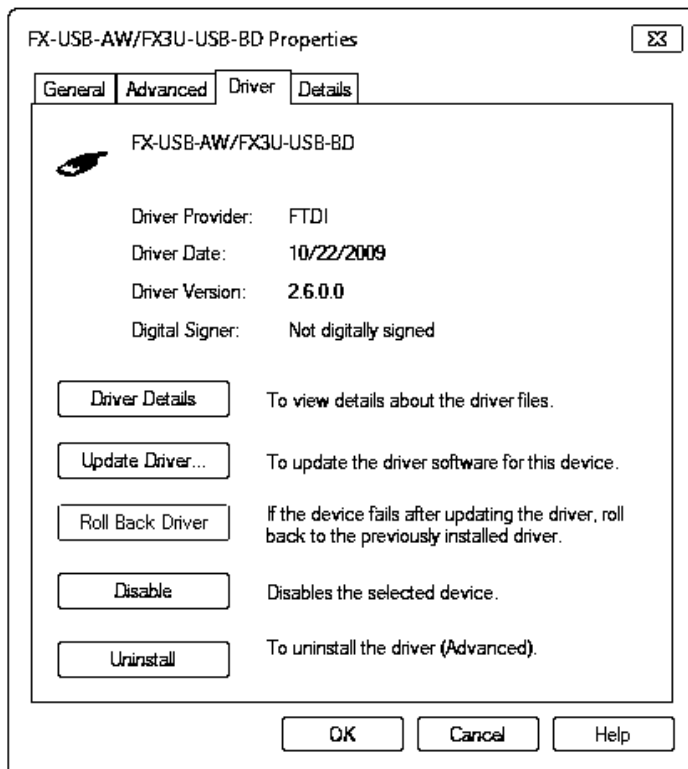 FX-USB-AW/FX3U-USB-BD Properties
General Advanced Driver Details
FX-USB-AW/FX3U-USB-BD
Driver Provider: FTDI
Driver Date: 10/22/2009
Driver Version: 2.6.0.0
Digital Signer: Not digitally signed
Driver Details To view details about the driver files.
Update Driver... To update the driver software for this device.
Roll Back Driver If the device fails after updating the driver, roll
back to the previously installed driver.
Disable Disables the selected device.
Uninstall To uninstall the driver (Advanced).
OK Cancel Help